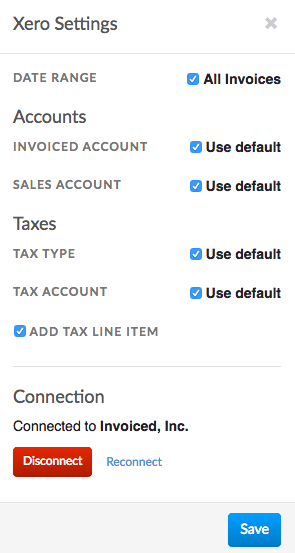 Xero Settings ×
DATE RANGE All Invoices
Accounts
INVOICED ACCOUNT Use default
SALES ACCOUNT Use default
Taxes
TAX TYPE Use default
TAX ACCOUNT Use default
ADD TAX LINE ITEM
Connection
Connected to Invoiced, Inc.
Disconnect Reconnect
Save